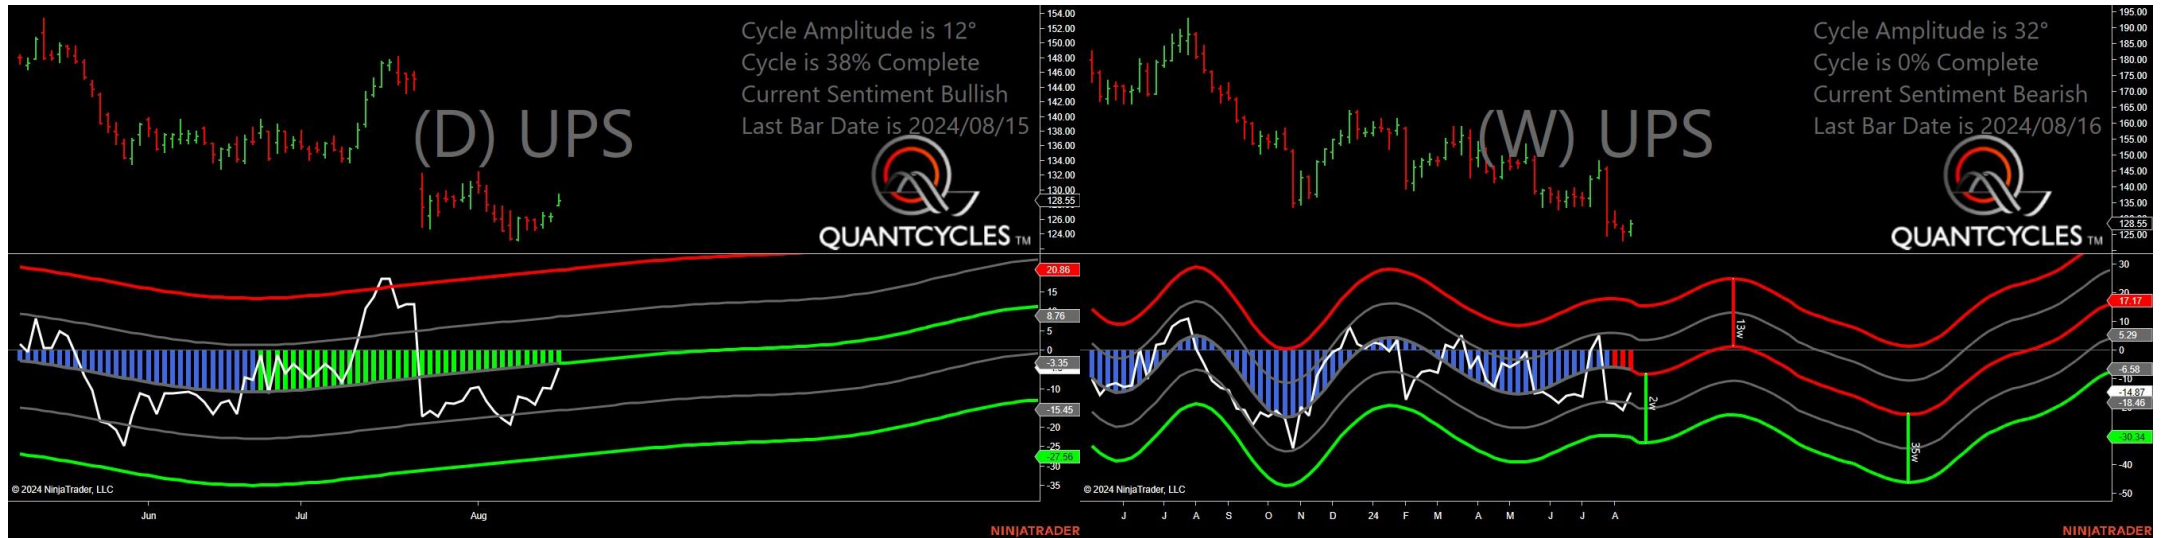 Cycle Amplitude is 12°
Cycle is 38% Complete
Current Sentiment Bullish
Last Bar Date is 2024/08/15
(D) UPS
QUANTCYCLES TM
154.00
152.00
150.00
148.00
146.00
144.00
142.00
140.00
138.00
136.00
134.00
132.00
130.00
128.55
126.00
124.00
20.86
15
8.76
5
0
-3.35
-10
-15.45
-20
-25
-27.56
-30
-35
© 2024 NinjaTrader, LLC
Jun
Jul
Aug
NINJATRADER
Cycle Amplitude is 32°
Cycle is 0% Complete
Current Sentiment Bearish
Last Bar Date is 2024/08/16
(W) UPS
QUANTCYCLES TM
195.00
190.00
185.00
180.00
175.00
170.00
165.00
160.00
155.00
150.00
145.00
140.00
135.00
128.55
125.00
30
20
17.17
5.29
0
-6.58
-10
-14.87
-18.46
-30.34
-40
-50
2w
13w
35w
© 2024 NinjaTrader, LLC
J
J
A
S
O
N
D
24
F
M
A
M
J
J
A
NINJATRADER